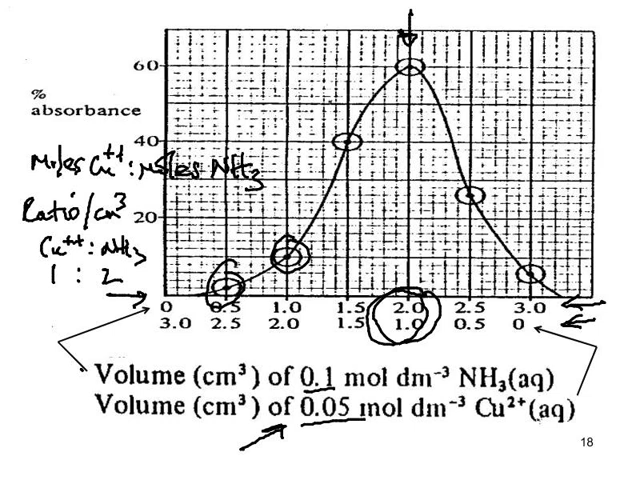 60
%
absorbance
40
Moles Cu++ : moles NH3
Ratio/cm3
20
Cu++ : NH3
1 : 2
0 0.5 1.0 1.5 2.0 2.5 3.0
3.0 2.5 2.0 1.5 1.0 0.5 0
Volume (cm³) of 0.1 mol dm⁻³ NH₃(aq)
Volume (cm³) of 0.05 mol dm⁻³ Cu²⁺(aq)
18